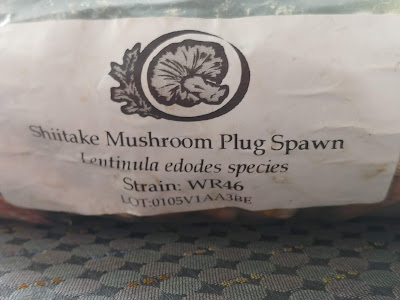 Shiitake Mushroom Plug Spawn
Lentinula edodes species
Strain: WR46
LOT:0105V1AA3BE